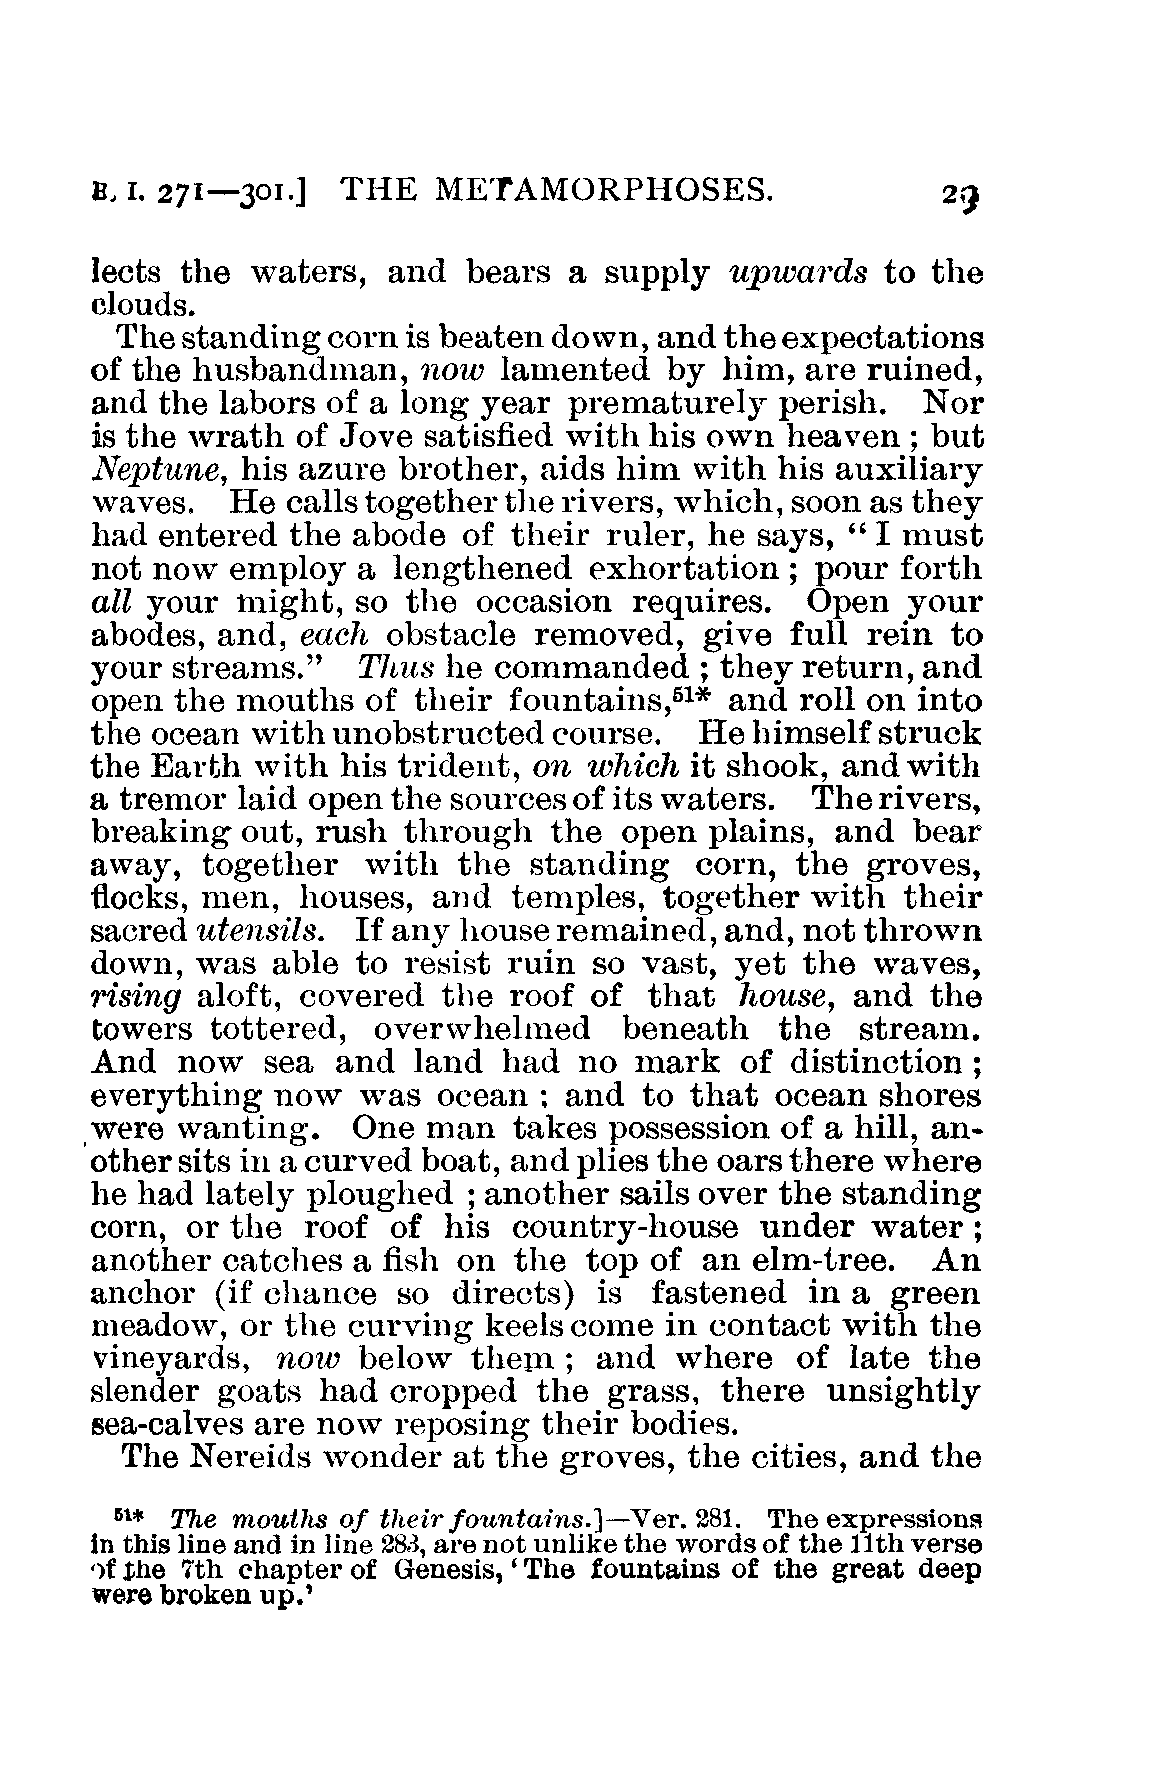 B. I. 271—301.] THE METAMORPHOSES. 29
lects the waters, and bears a supply upwards to the
clouds.
The standing corn is beaten down, and the expectations
of the husbandman, now lamented by him, are ruined,
and the labors of a long year prematurely perish. Nor
is the wrath of Jove satisfied with his own heaven ; but
Neptune, his azure brother, aids him with his auxiliary
waves. He calls together the rivers, which, soon as they
had entered the abode of their ruler, he says, “ I must
not now employ a lengthened exhortation ; pour forth
all your might, so the occasion requires. Open your
abodes, and, each obstacle removed, give full rein to
your streams.” Thus he commanded ; they return, and
open the mouths of their fountains,⁵¹* and roll on into
the ocean with unobstructed course. He himself struck
the Earth with his trident, on which it shook, and with
a tremor laid open the sources of its waters. The rivers,
breaking out, rush through the open plains, and bear
away, together with the standing corn, the groves,
flocks, men, houses, and temples, together with their
sacred utensils. If any house remained, and, not thrown
down, was able to resist ruin so vast, yet the waves,
rising aloft, covered the roof of that house, and the
towers tottered, overwhelmed beneath the stream.
And now sea and land had no mark of distinction ;
everything now was ocean ; and to that ocean shores
were wanting. One man takes possession of a hill, an-
other sits in a curved boat, and plies the oars there where
he had lately ploughed ; another sails over the standing
corn, or the roof of his country-house under water ;
another catches a fish on the top of an elm-tree. An
anchor (if chance so directs) is fastened in a green
meadow, or the curving keels come in contact with the
vineyards, now below them ; and where of late the
slender goats had cropped the grass, there unsightly
sea-calves are now reposing their bodies.
The Nereids wonder at the groves, the cities, and the
⁵¹* The mouths of their fountains.]—Ver. 281. The expressions
in this line and in line 283, are not unlike the words of the 11th verse
of the 7th chapter of Genesis, ‘ The fountains of the great deep
were broken up.’